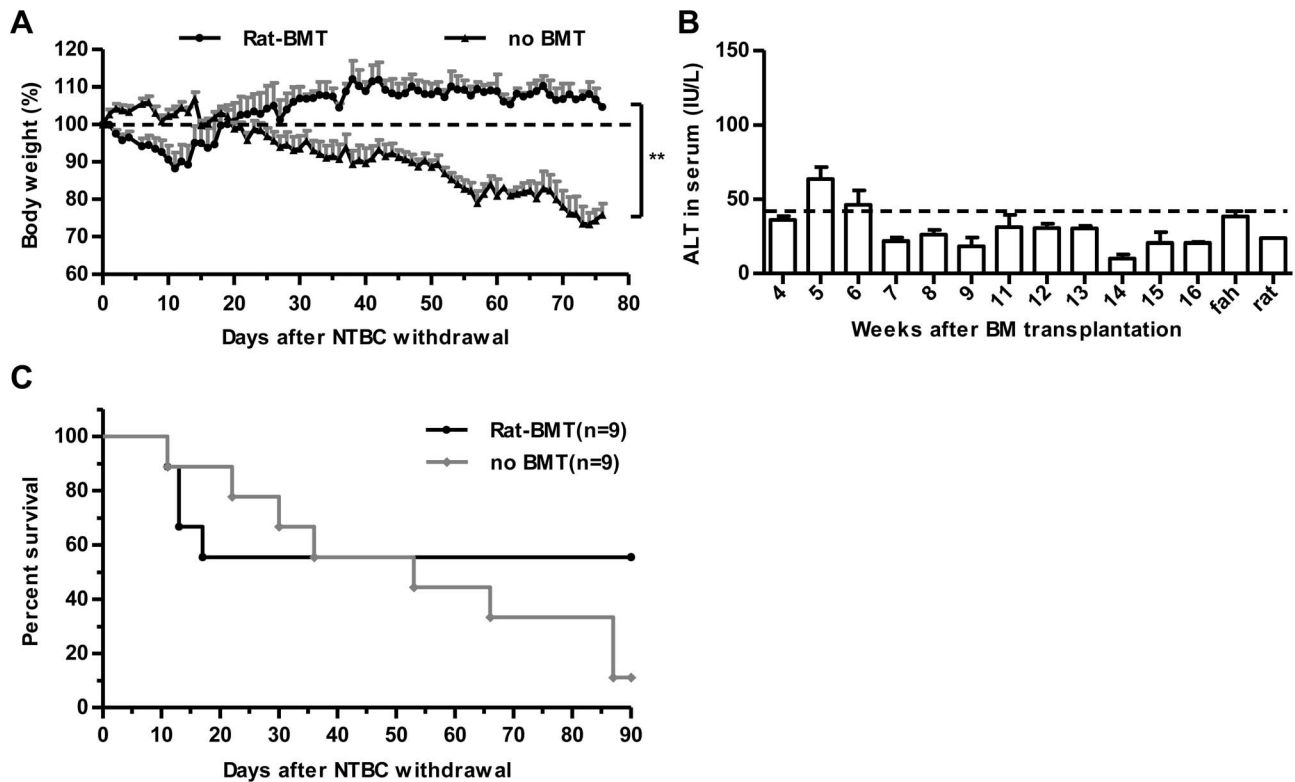 A
Rat-BMT
no BMT
120
110
100
90
80
70
60
Body weight (%)
**
0 10 20 30 40 50 60 70 80
Days after NTBC withdrawal
B
150
100
50
0
ALT in serum (IU/L)
4 5 6 7 8 9 11 12 13 14 15 16 fah rat
Weeks after BM transplantation
C
Rat-BMT(n=9)
no BMT(n=9)
100
80
60
40
20
0
Percent survival
0 10 20 30 40 50 60 70 80 90
Days after NTBC withdrawal